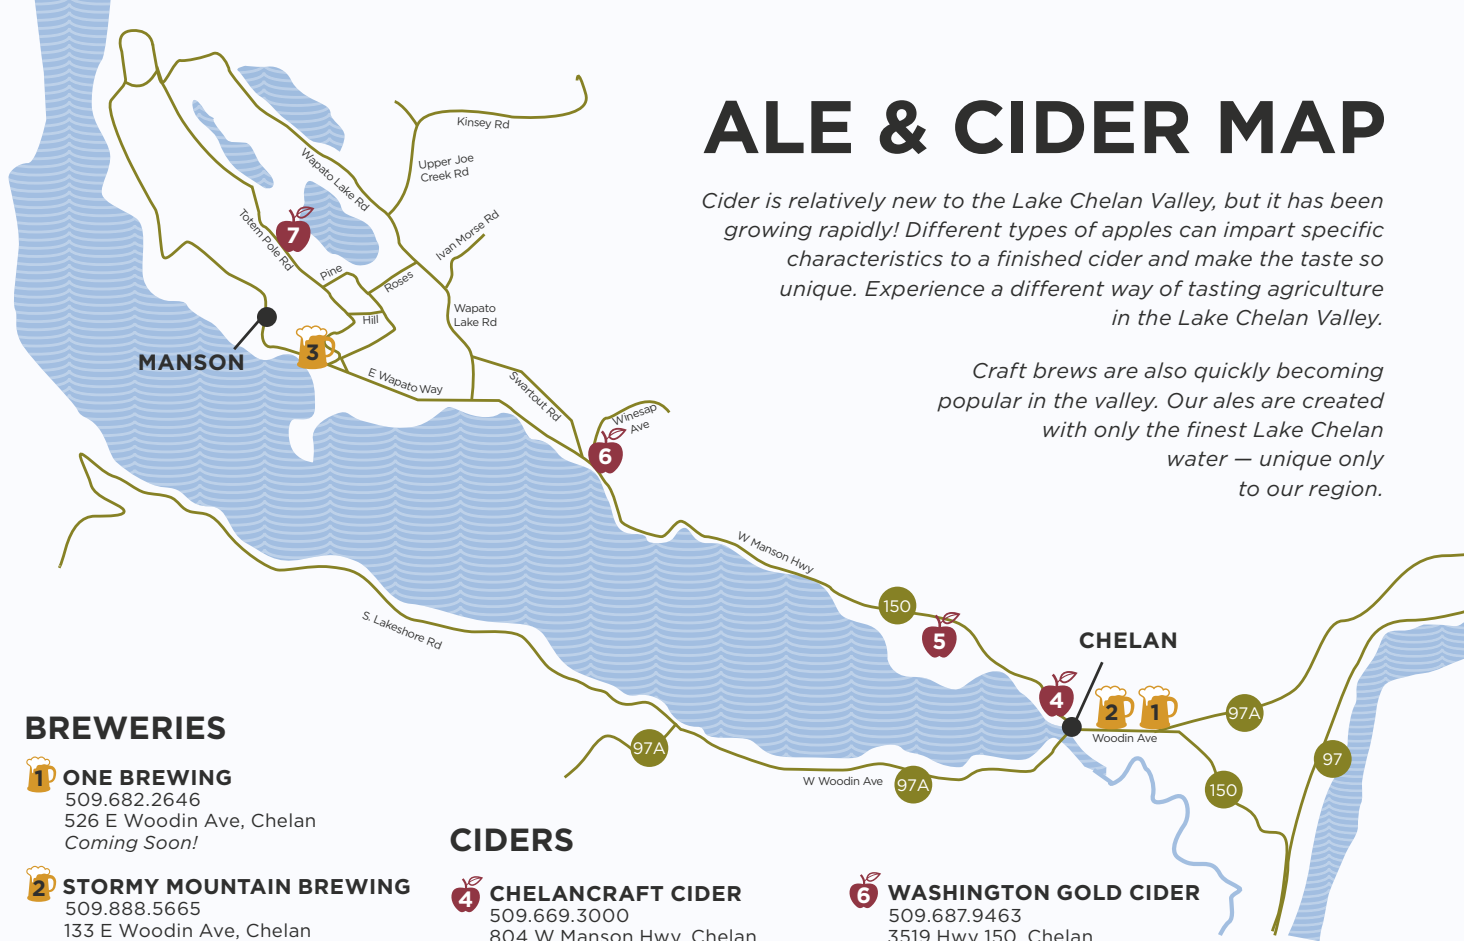 ALE & CIDER MAP
Cider is relatively new to the Lake Chelan Valley, but it has been
growing rapidly! Different types of apples can impart specific
characteristics to a finished cider and make the taste so
unique. Experience a different way of tasting agriculture
in the Lake Chelan Valley.
Craft brews are also quickly becoming
popular in the valley. Our ales are created
with only the finest Lake Chelan
water — unique only
to our region.
Kinsey Rd
Upper Joe
Creek Rd
Wapato Lake Rd
Ivan Morse Rd
Totem Pole Rd
7
Pine
Roses
Hill
Wapato
Lake Rd
MANSON
3
E Wapato Way
Swartout Rd
Winesap
Ave
6
W Manson Hwy
150
5
S. Lakeshore Rd
CHELAN
4
2
1
Woodin Ave
97A
97
150
97A
W Woodin Ave
97A
BREWERIES
1 ONE BREWING
509.682.2646
526 E Woodin Ave, Chelan
Coming Soon!
2 STORMY MOUNTAIN BREWING
509.888.5665
133 E Woodin Ave, Chelan
CIDERS
4 CHELANCRAFT CIDER
509.669.3000
804 W Manson Hwy, Chelan
6 WASHINGTON GOLD CIDER
509.687.9463
3519 Hwy 150, Chelan